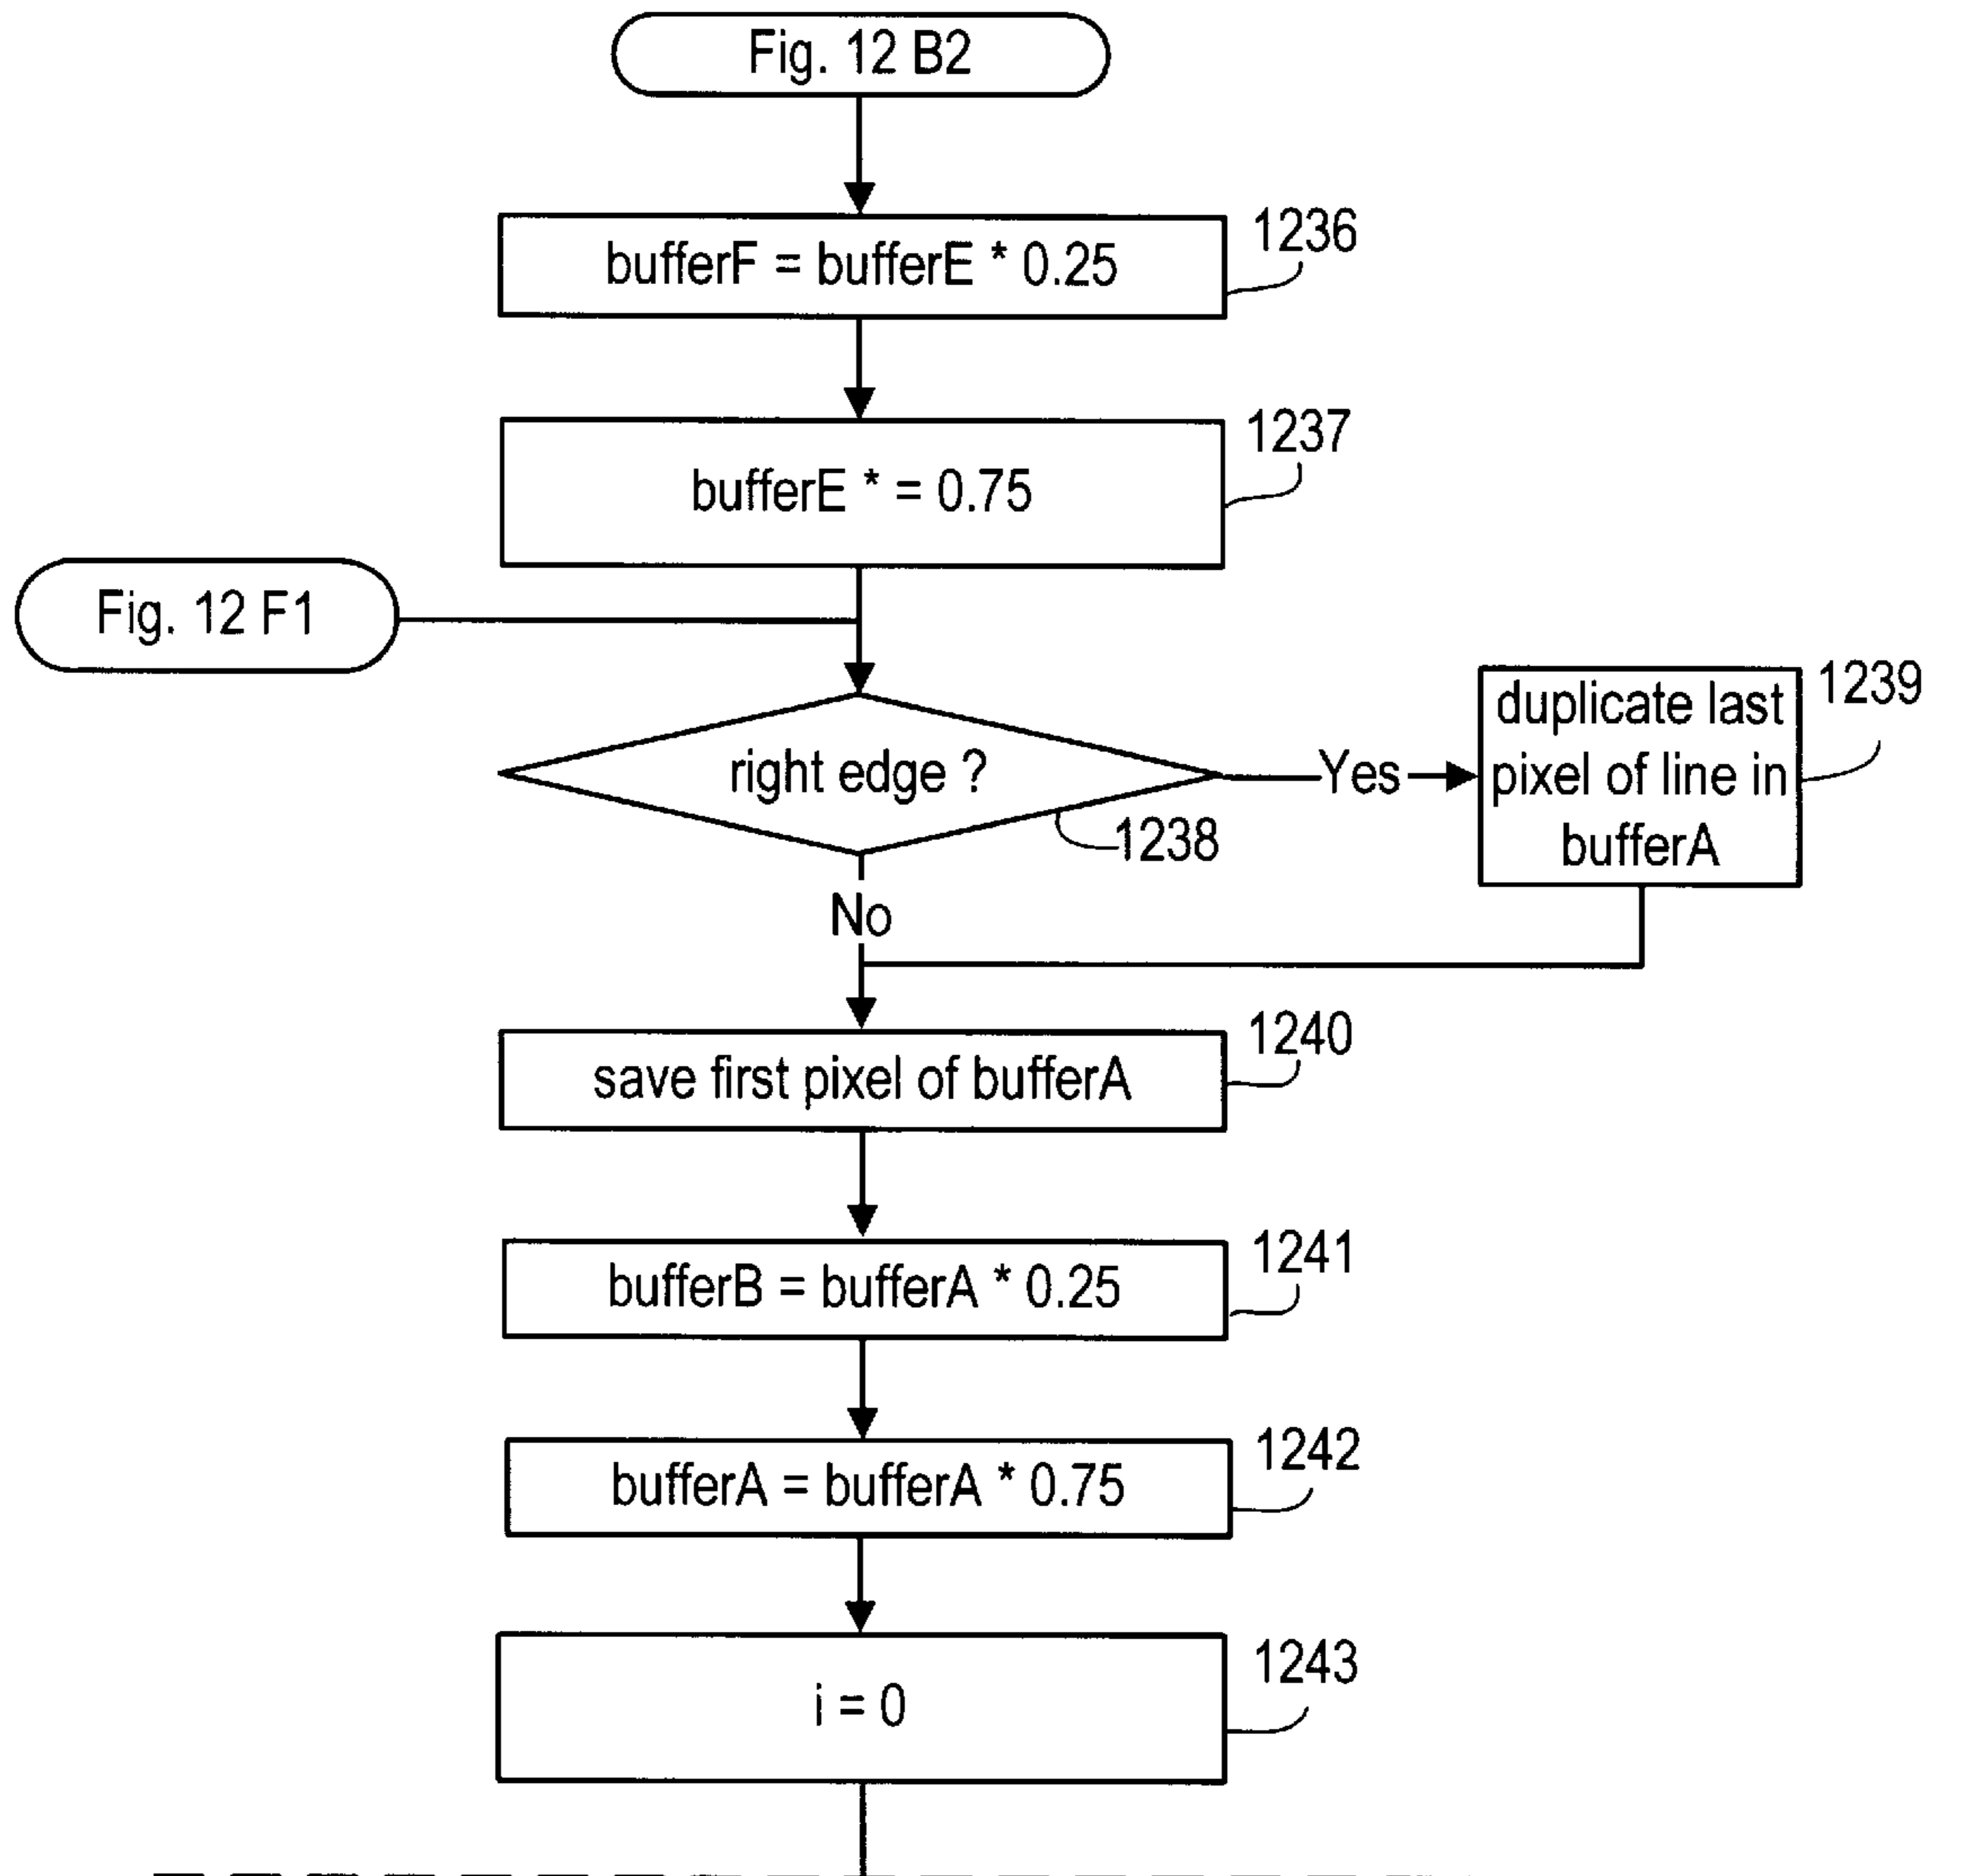 Fig. 12 B2
1236
bufferF = bufferE * 0.25
1237
bufferE * = 0.75
Fig. 12 F1
1239
duplicate last
pixel of line in
bufferA
right edge ?
Yes
1238
No
1240
save first pixel of bufferA
1241
bufferB = bufferA * 0.25
1242
bufferA = bufferA * 0.75
1243
i = 0